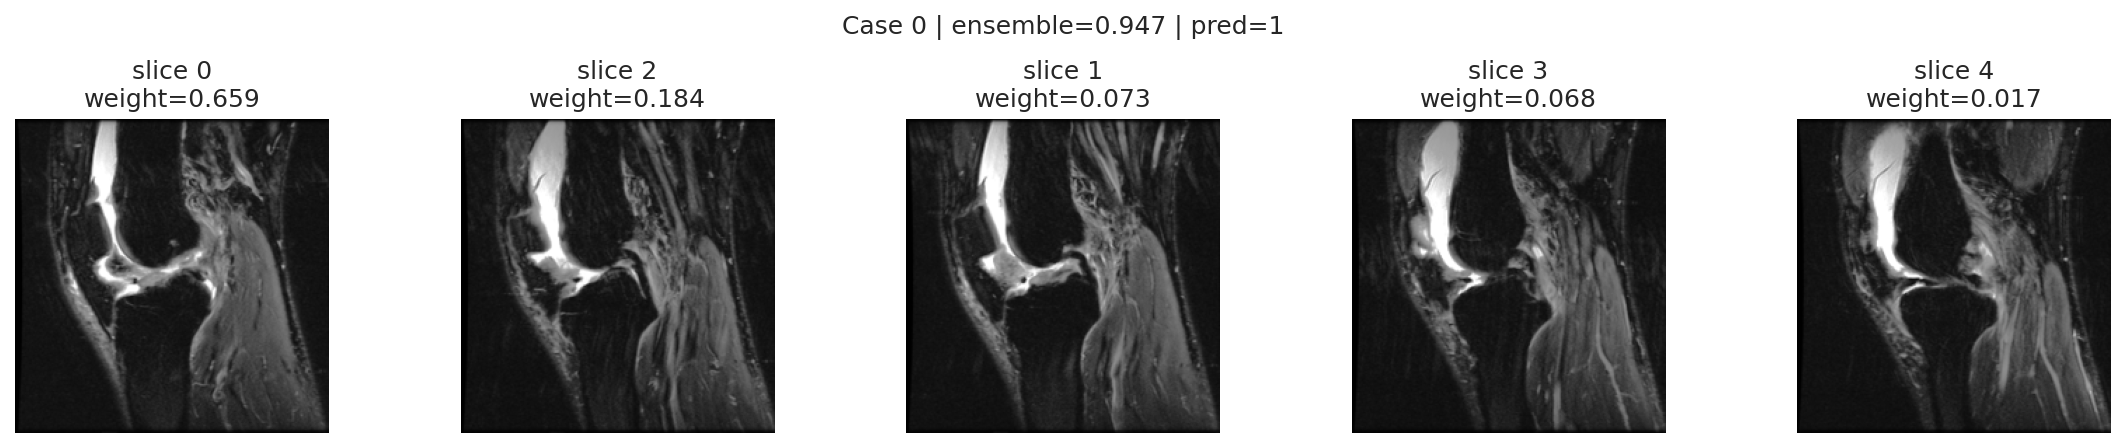 Case 0 | ensemble=0.947 | pred=1
slice 0
weight=0.659
slice 2
weight=0.184
slice 1
weight=0.073
slice 3
weight=0.068
slice 4
weight=0.017